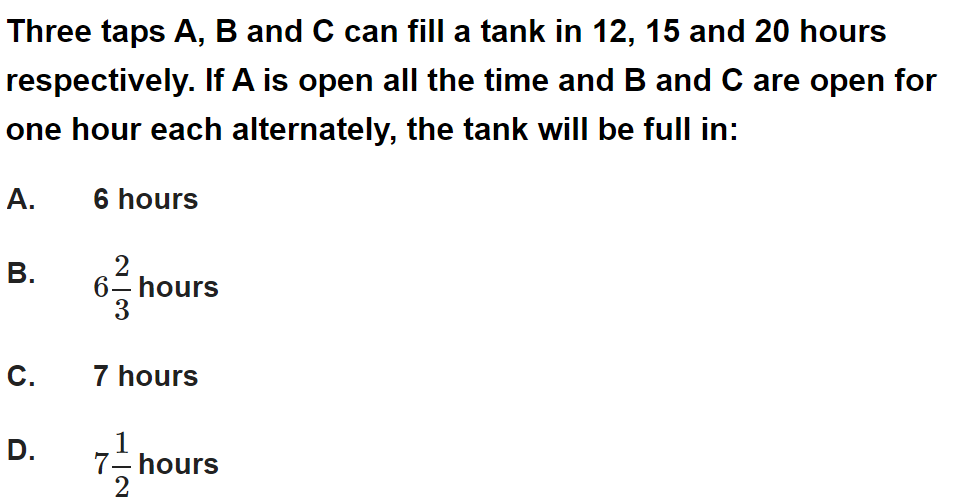 Three taps A, B and C can fill a tank in 12, 15 and 20 hours
respectively. If A is open all the time and B and C are open for
one hour each alternately, the tank will be full in:
A. 6 hours
B. 6 2/3 hours
C. 7 hours
D. 7 1/2 hours